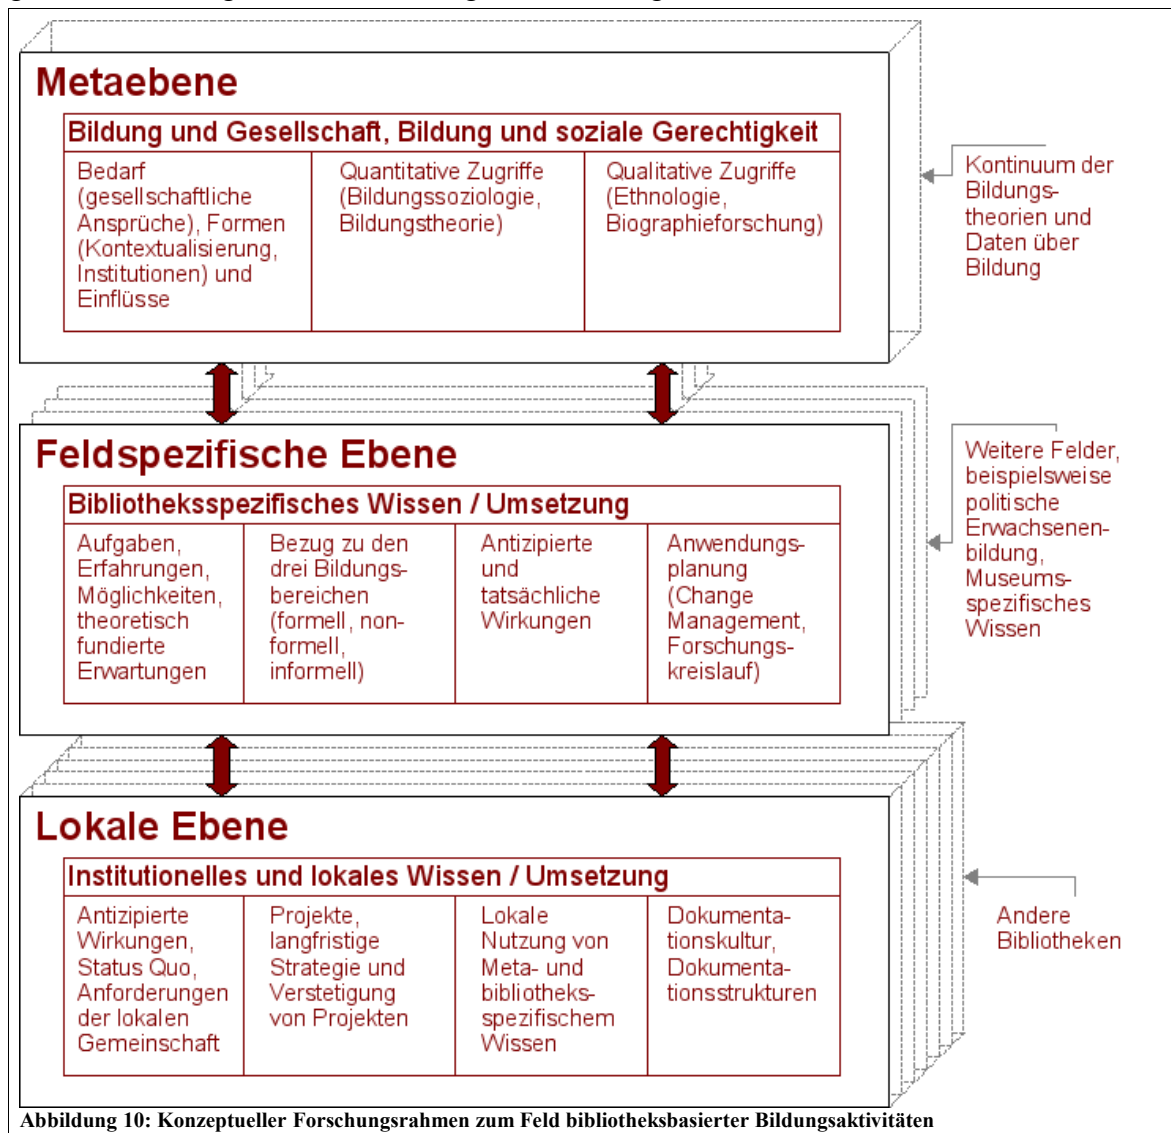 Metaebene
Bildung und Gesellschaft, Bildung und soziale Gerechtigkeit
Bedarf
(gesellschaftliche
Ansprüche), Formen
(Kontextualisierung,
Institutionen) und
Einflüsse
Quantitative Zugriffe
(Bildungssoziologie,
Bildungstheorie)
Qualitative Zugriffe
(Ethnologie,
Biographieforschung)
Kontinuum der
Bildungs-
theorien und
Daten über
Bildung
Feldspezifische Ebene
Bibliotheksspezifisches Wissen / Umsetzung
Aufgaben,
Erfahrungen,
Möglichkeiten,
theoretisch
fundierte
Erwartungen
Bezug zu den
drei Bildungs-
bereichen
(formell, non-
formell,
informell)
Antizipierte
und
tatsächliche
Wirkungen
Anwendungs-
planung
(Change
Management,
Forschungs-
kreislauf)
Weitere Felder,
beispielsweise
politische
Erwachsenen-
bildung,
Museums-
spezifisches
Wissen
Lokale Ebene
Institutionelles und lokales Wissen / Umsetzung
Antizipierte
Wirkungen,
Status Quo,
Anforderungen
der lokalen
Gemeinschaft
Projekte,
langfristige
Strategie und
Verstetigung
von Projekten
Lokale
Nutzung von
Meta- und
bibliotheks-
spezifischem
Wissen
Dokumenta-
tionskultur,
Dokumenta-
tionsstrukturen
Andere
Bibliotheken
Abbildung 10: Konzeptueller Forschungsrahmen zum Feld bibliotheksbasierter Bildungsaktivitäten